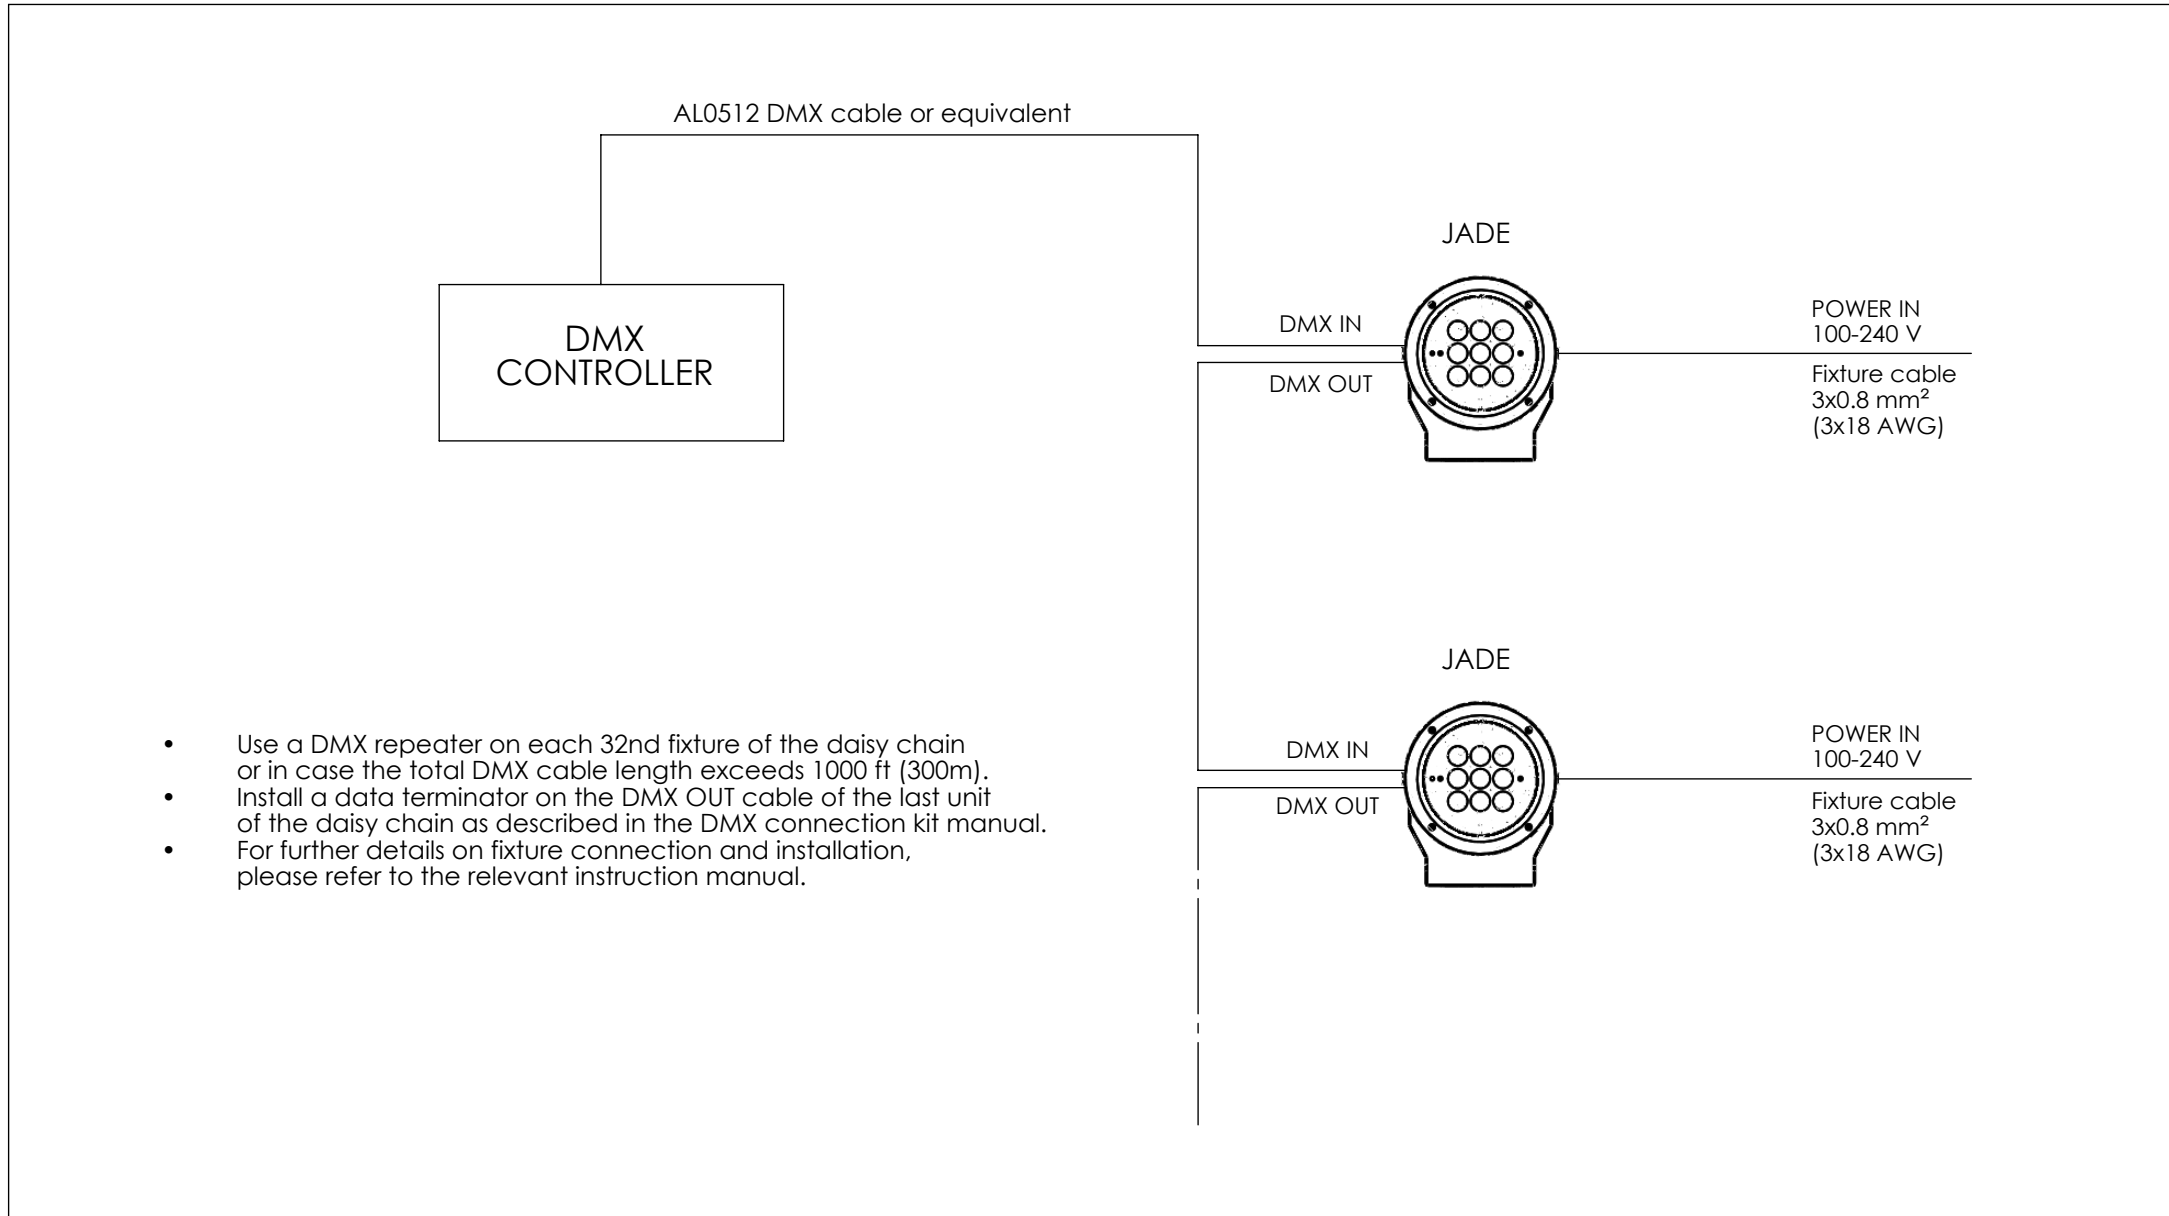 AL0512 DMX cable or equivalent
DMX
CONTROLLER
JADE
DMX IN
DMX OUT
POWER IN
100-240 V
Fixture cable
3x0.8 mm²
(3x18 AWG)
JADE
DMX IN
DMX OUT
POWER IN
100-240 V
Fixture cable
3x0.8 mm²
(3x18 AWG)
• Use a DMX repeater on each 32nd fixture of the daisy chain
or in case the total DMX cable length exceeds 1000 ft (300m).
• Install a data terminator on the DMX OUT cable of the last unit
of the daisy chain as described in the DMX connection kit manual.
• For further details on fixture connection and installation,
please refer to the relevant instruction manual.